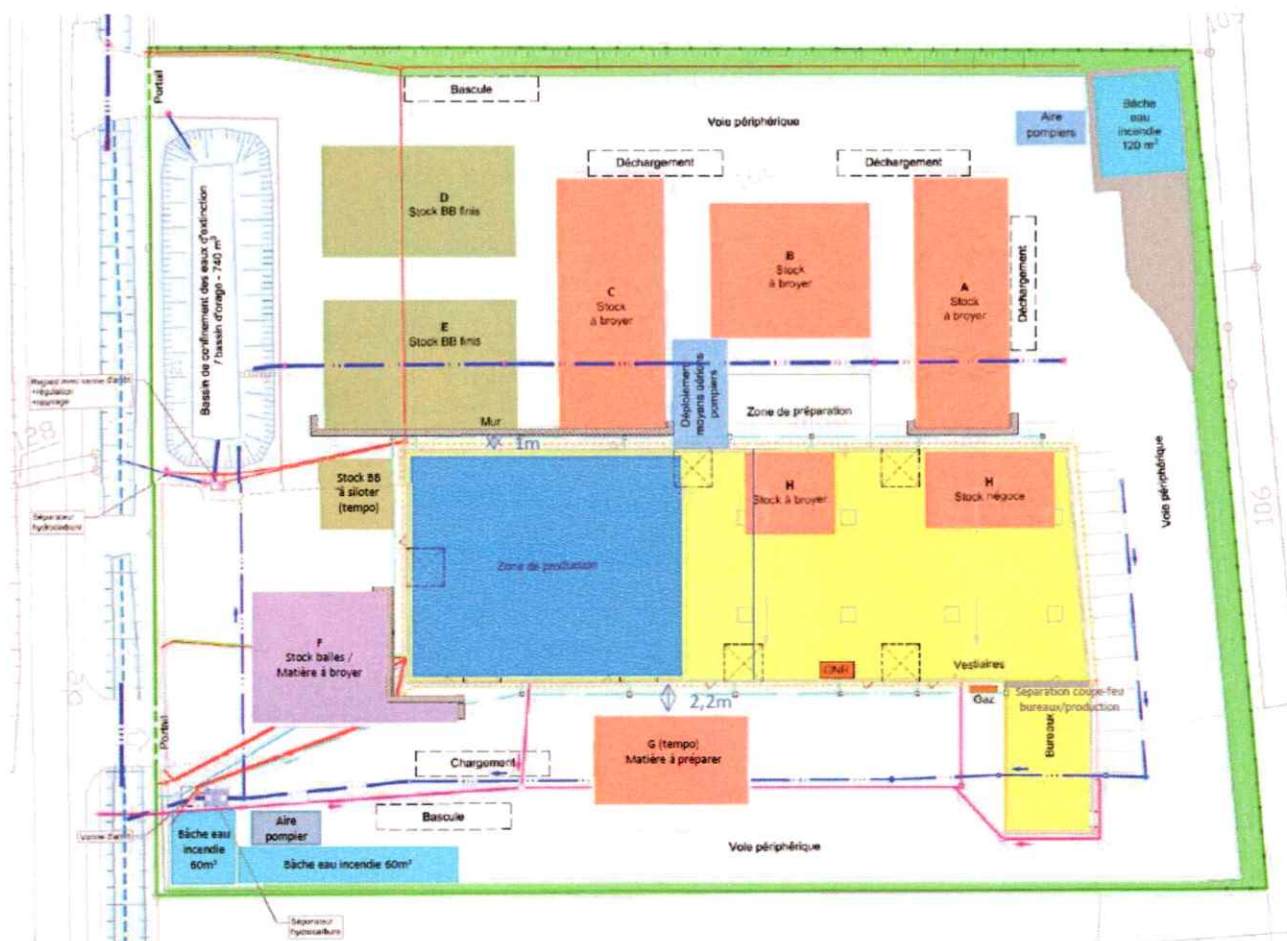 Portail
Bascule
Voie périphérique
Aire
pompiers
Bâche
eau
incendie
120 m³
Déchargement
Déchargement
D
Stock BB finis
B
Stock
à broyer
C
Stock
à broyer
A
Stock
à broyer
Déchargement
Bassin de confinement des eaux d'extinction
/ bassin d'orage - 740 m³
E
Stock BB finis
Déploiement
moyens aériens
pompiers
Zone de préparation
Mur
1m
128
Séparateur
hydrocarbure
Stock BB
à siloter
(tempo)
H
Stock à broyer
H
Stock négoce
Voie périphérique
106
Zone de production
F
Stock balles /
Matière à broyer
Vestiaires
2,2m
Gaz
Séparation coupe-feu
bureaux/production
Bureaux
Portail
G (tempo)
Matière à préparer
Chargement
Bascule
Aire
pompier
Bâche eau
incendie
60m³
Bâche eau incendie 60m³
Voie périphérique
Séparateur
hydrocarbure